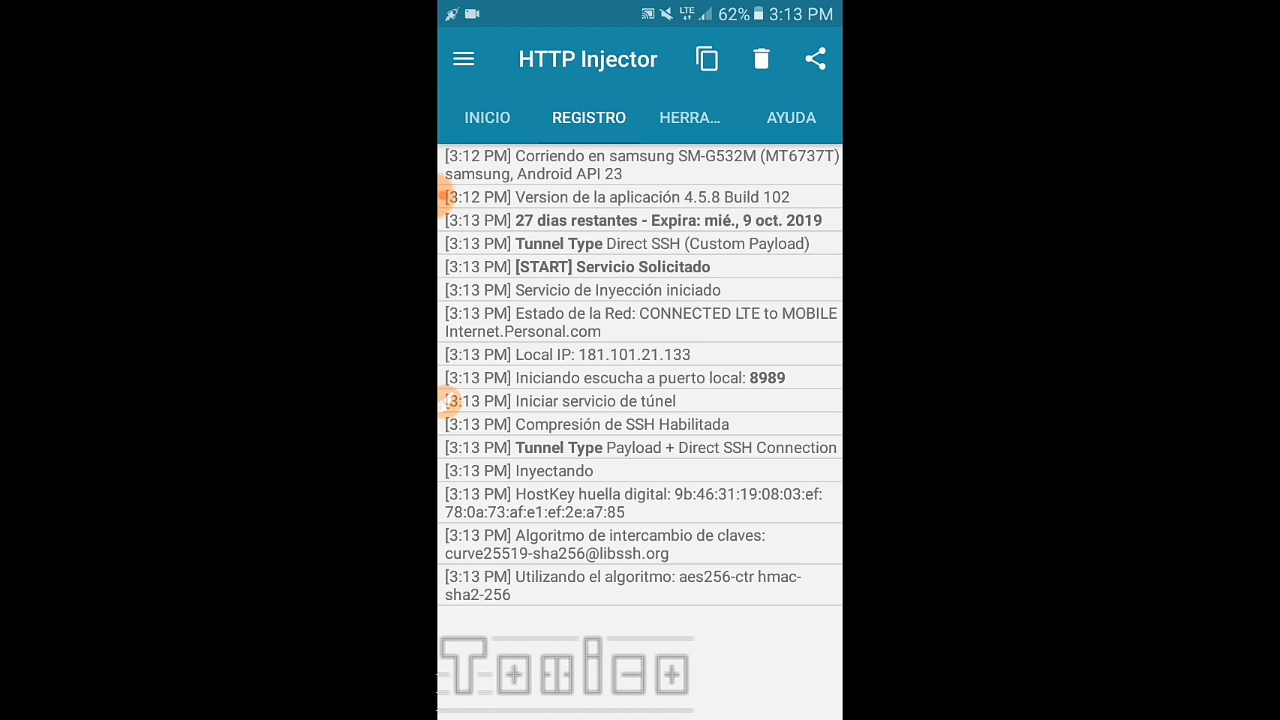 LTE 62% 3:13 PM
HTTP Injector
INICIO REGISTRO HERRA... AYUDA
[3:12 PM] Corriendo en samsung SM-G532M (MT6737T)
samsung, Android API 23
[3:12 PM] Version de la aplicación 4.5.8 Build 102
[3:13 PM] 27 dias restantes - Expira: mié., 9 oct. 2019
[3:13 PM] Tunnel Type Direct SSH (Custom Payload)
[3:13 PM] [START] Servicio Solicitado
[3:13 PM] Servicio de Inyección iniciado
[3:13 PM] Estado de la Red: CONNECTED LTE to MOBILE
Internet.Personal.com
[3:13 PM] Local IP: 181.101.21.133
[3:13 PM] Iniciando escucha a puerto local: 8989
[3:13 PM] Iniciar servicio de túnel
[3:13 PM] Compresión de SSH Habilitada
[3:13 PM] Tunnel Type Payload + Direct SSH Connection
[3:13 PM] Inyectando
[3:13 PM] HostKey huella digital: 9b:46:31:19:08:03:ef:
78:0a:73:af:e1:ef:2e:a7:85
[3:13 PM] Algoritmo de intercambio de claves:
curve25519-sha256@libssh.org
[3:13 PM] Utilizando el algoritmo: aes256-ctr hmac-
sha2-256